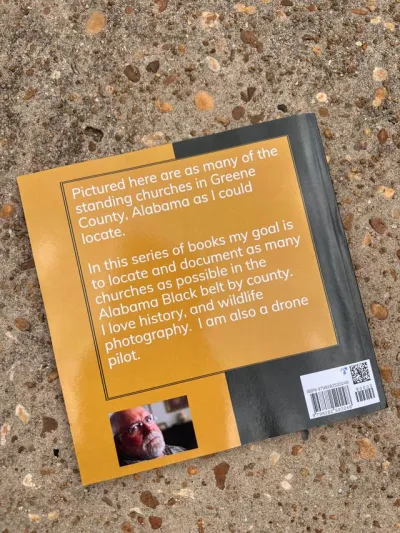 Pictured here are as many of the
standing churches in Greene
County, Alabama as I could
locate.
In this series of books my goal is
to locate and document as many
churches as possible in the
Alabama Black belt by county.
I love history, and wildlife
photography. I am also a drone
pilot.